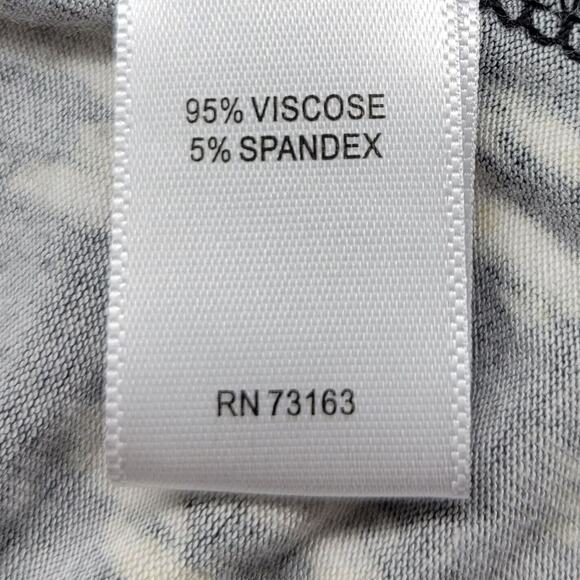 95% VISCOSE
5% SPANDEX
RN 73163